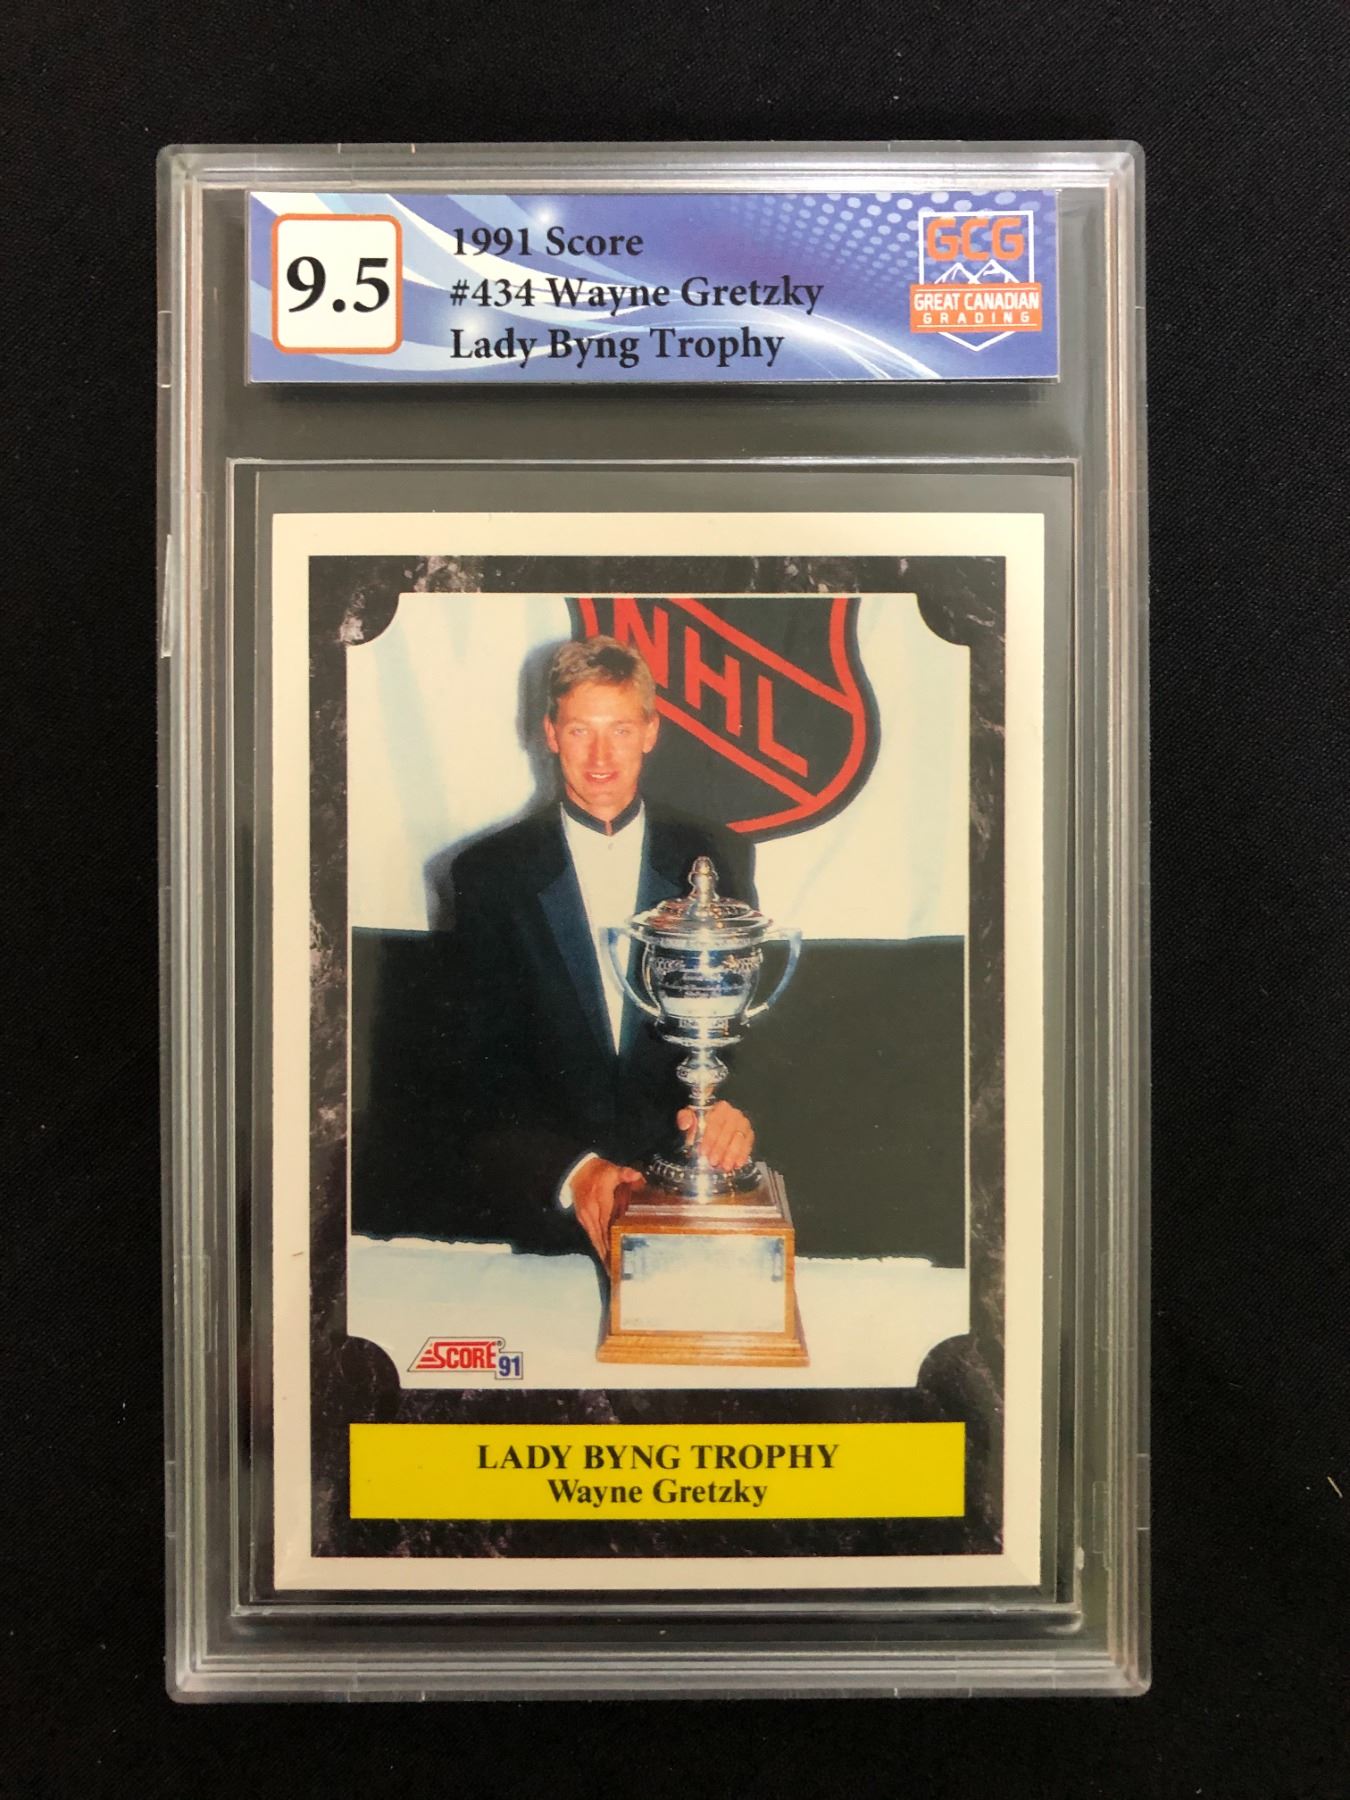 9.5
1991 Score
#434 Wayne Gretzky
Lady Byng Trophy
GCG
GREAT CANADIAN
GRADING
NHL
SCORE® 91
LADY BYNG TROPHY
Wayne Gretzky